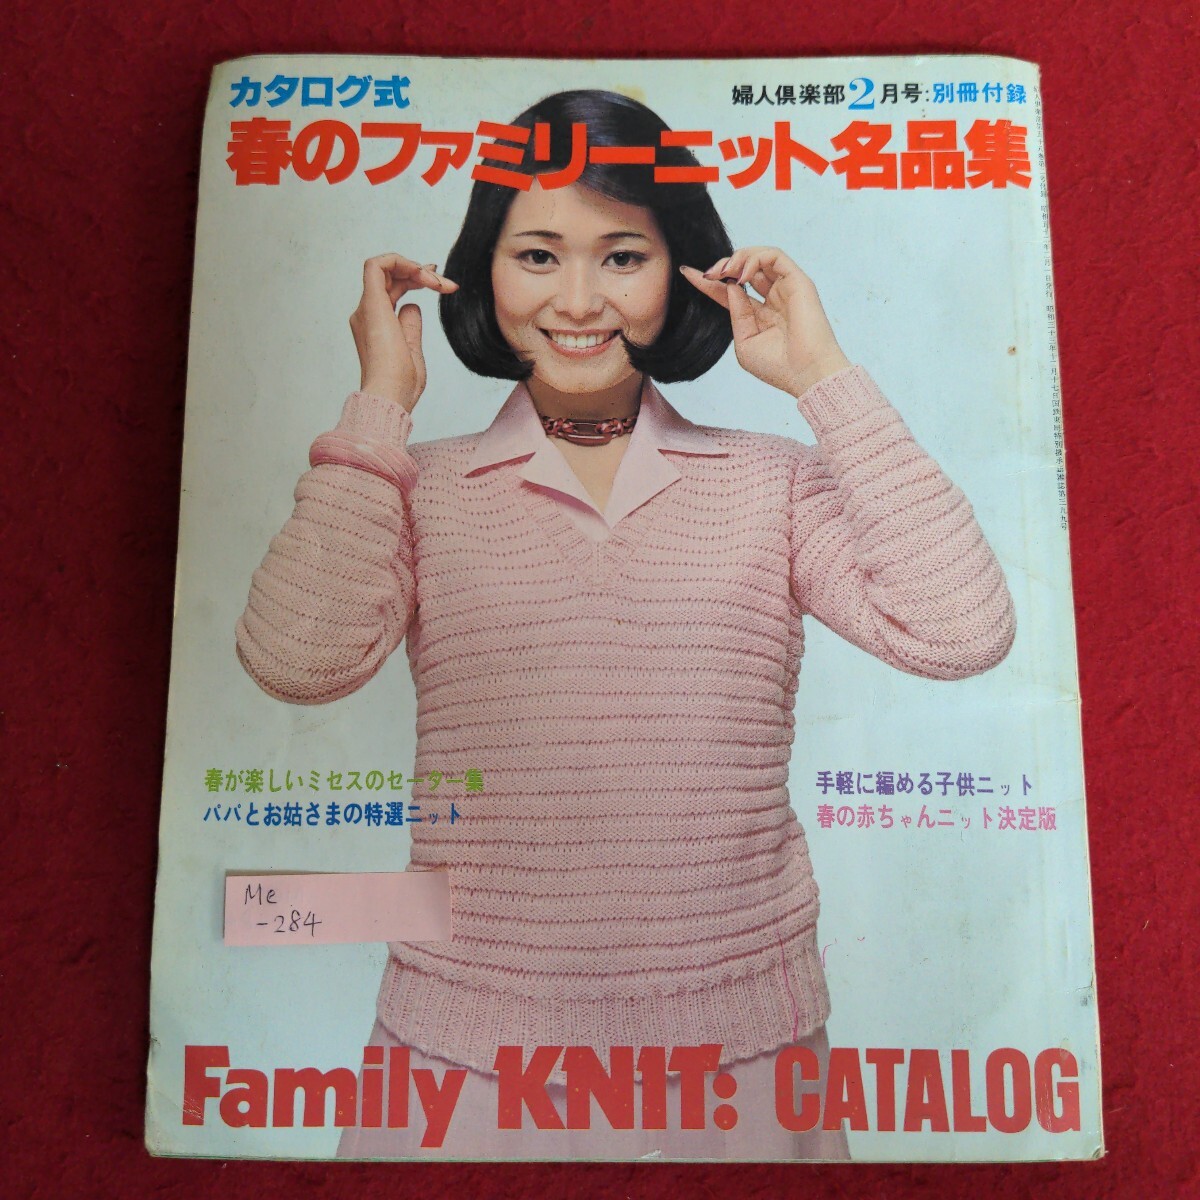 カタログ式
婦人倶楽部2月号:別冊付録
春のファミリーニット名品集
春が楽しいミセスのセーター集
パパとお姑さまの特選ニット
手軽に編める子供ニット
春の赤ちゃんニット決定版
Me
-284
Family KNIT: CATALOG